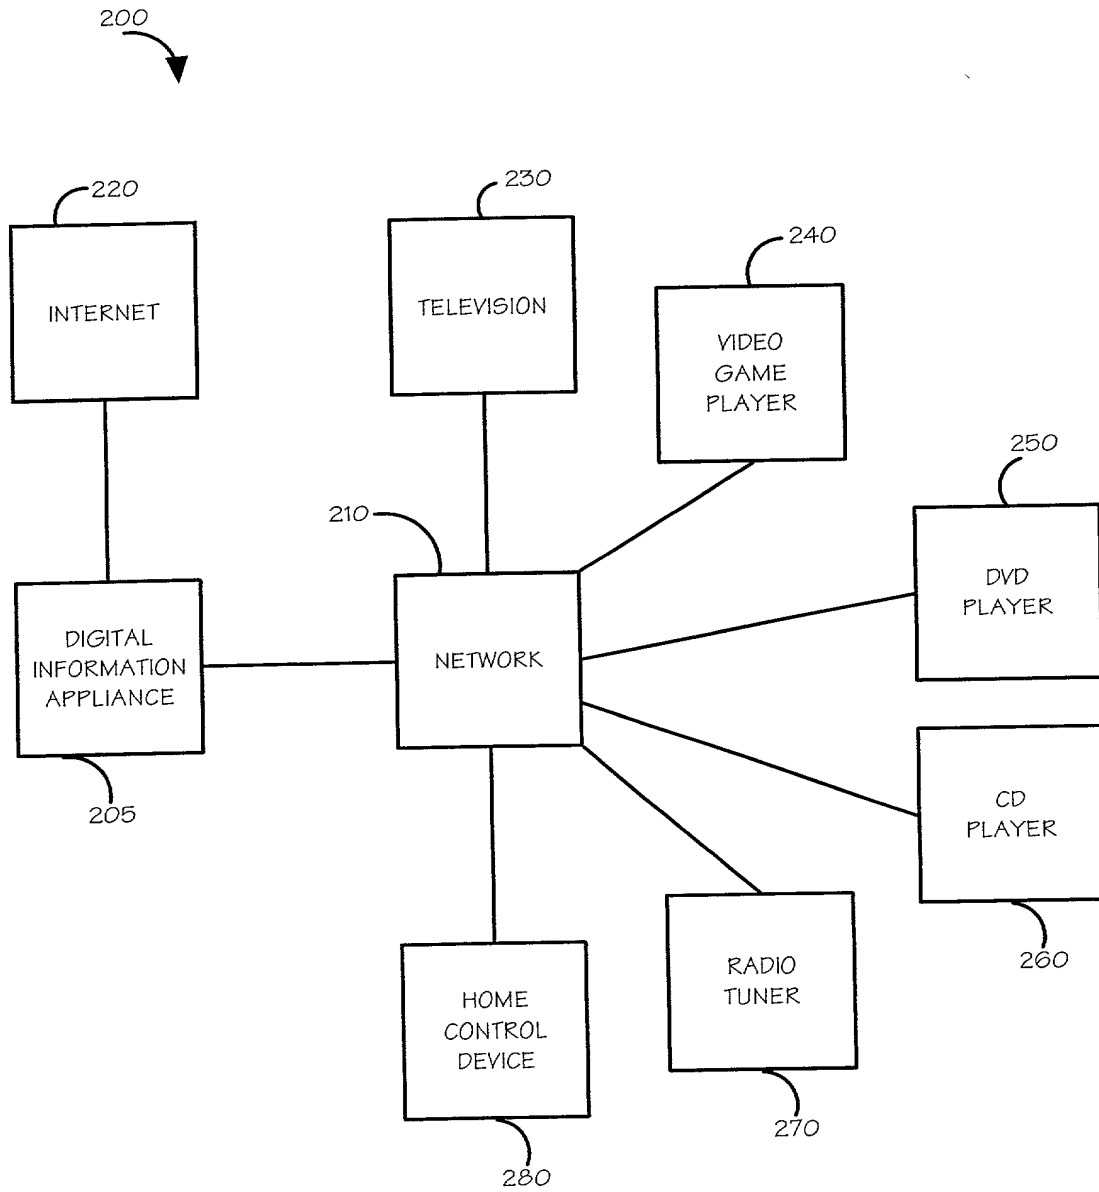 200
220
230
240
INTERNET
TELEVISION
VIDEO
GAME
PLAYER
250
210
DVD
PLAYER
DIGITAL
INFORMATION
APPLIANCE
NETWORK
205
CD
PLAYER
260
RADIO
TUNER
HOME
CONTROL
DEVICE
270
280